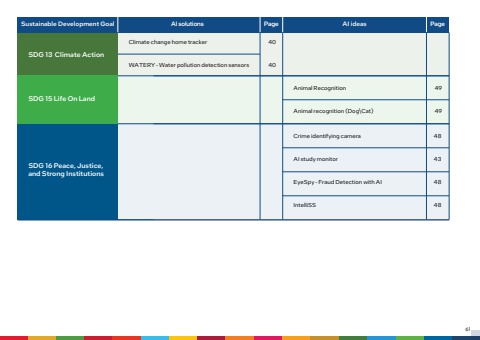 Sustainable Development Goal AI solutions Page AI ideas Page
SDG 13 Climate Action
Climate change home tracker 40
WATERY - Water pollution detection sensors 40
SDG 15 Life On Land
Animal Recognition 49
Animal recognition (Dog\Cat) 49
SDG 16 Peace, Justice,
and Strong Institutions
Crime identifying camera 48
AI study monitor 43
EyeSpy - Fraud Detection with AI 48
IntelliSS 48
61